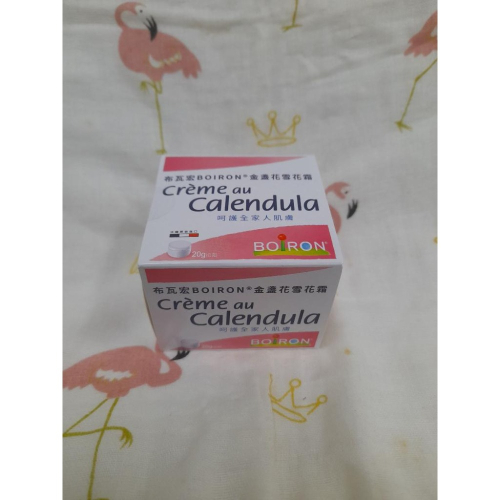 布瓦宏BOIRON®金盞花雪花霜
Crème au
Calendula
呵護全家人肌膚
20g
BOIRON
布瓦宏BOIRON®金盞花雪花霜
Crème au
Calendula
呵護全家人肌膚
BOIRON